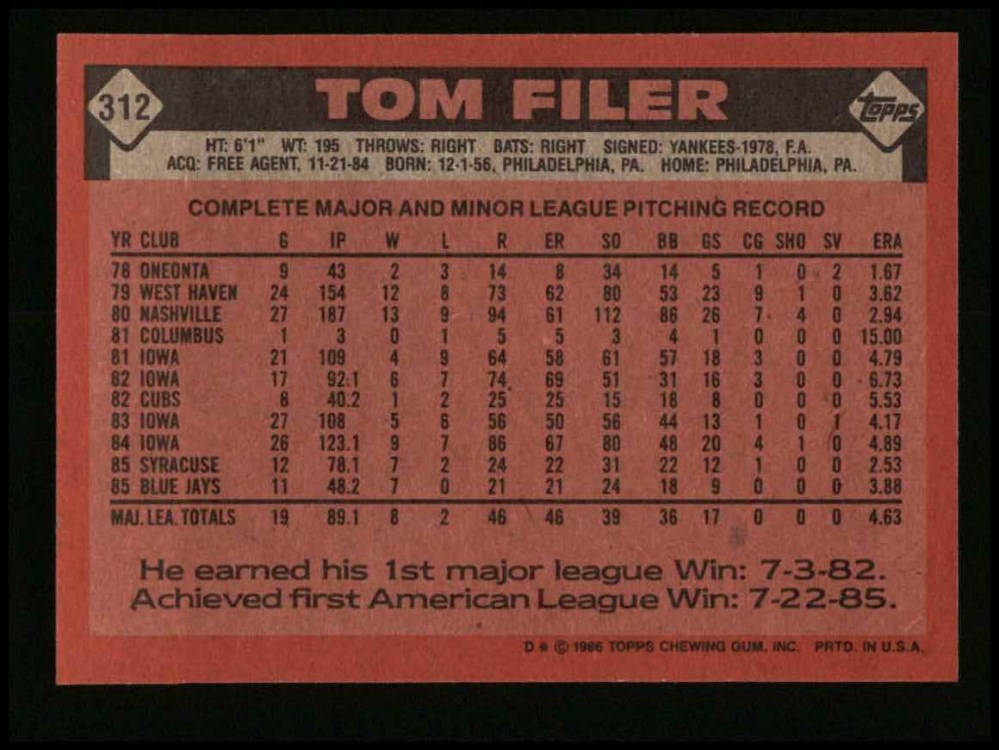 312 TOM FILER topps
HT: 6'1" WT: 195 THROWS: RIGHT BATS: RIGHT SIGNED: YANKEES-1978, F.A.
ACQ: FREE AGENT, 11-21-84 BORN: 12-1-56, PHILADELPHIA, PA. HOME: PHILADELPHIA, PA.
COMPLETE MAJOR AND MINOR LEAGUE PITCHING RECORD
YR CLUB G IP W L R ER SO BB GS CG SHO SV ERA
78 ONEONTA 9 43 2 3 14 8 34 14 5 1 0 2 1.67
79 WEST HAVEN 24 154 12 8 73 62 80 53 23 9 1 0 3.62
80 NASHVILLE 27 187 13 9 94 61 112 86 26 7 4 0 2.94
81 COLUMBUS 1 3 0 1 5 5 3 4 1 0 0 0 15.00
81 IOWA 21 109 4 9 64 58 61 57 18 3 0 0 4.79
82 IOWA 17 92.1 6 7 74 69 51 31 16 3 0 0 6.73
82 CUBS 8 40.2 1 2 25 25 15 18 8 0 0 0 5.53
83 IOWA 27 108 5 6 56 50 56 44 13 1 0 1 4.17
84 IOWA 26 123.1 9 7 86 67 80 48 20 4 1 0 4.89
85 SYRACUSE 12 78.1 7 2 24 22 31 22 12 1 0 0 2.53
85 BLUE JAYS 11 48.2 7 0 21 21 24 18 9 0 0 0 3.88
MAJ. LEA. TOTALS 19 89.1 8 2 46 46 39 36 17 0 0 0 4.63
He earned his 1st major league Win: 7-3-82.
Achieved first American League Win: 7-22-85.
D * © 1986 TOPPS CHEWING GUM, INC. PRTD. IN U.S.A.